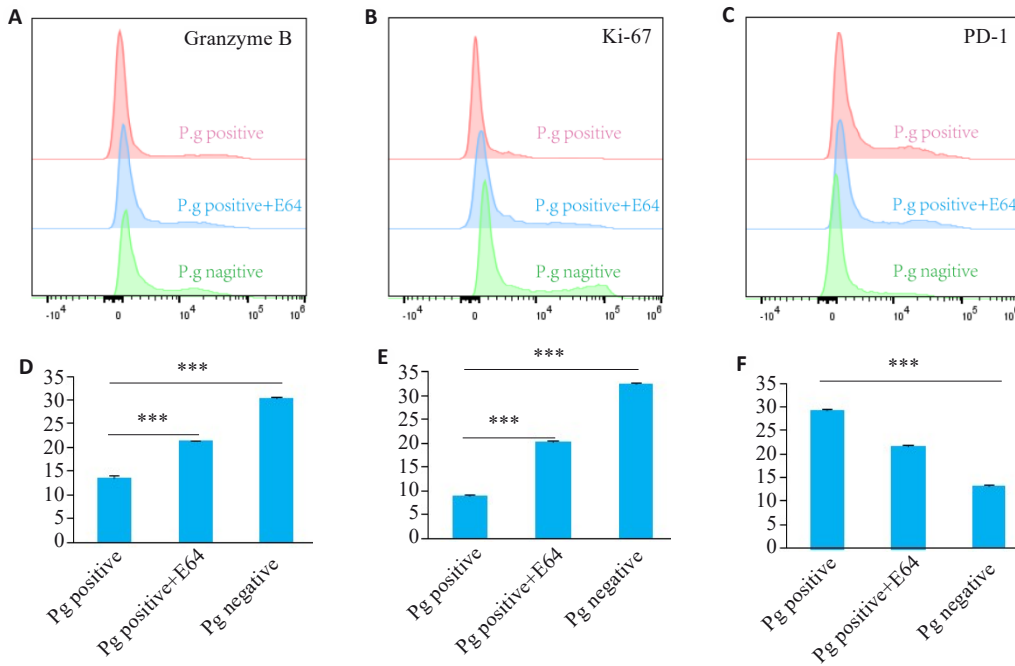 A
Granzyme B
P.g positive
P.g positive+E64
P.g nagitive
-10^4 0 10^4 10^5 10^6
B
Ki-67
P.g positive
P.g positive+E64
P.g nagitive
-10^4 0 10^4 10^5 10^6
C
PD-1
P.g positive
P.g positive+E64
P.g nagitive
-10^4 0 10^4 10^5 10^6
D
***
***
35
30
25
20
15
10
5
0
Pg positive
Pg positive+E64
Pg negative
E
***
***
35
30
25
20
15
10
5
0
Pg positive
Pg positive+E64
Pg negative
F
***
35
30
25
20
15
10
5
0
Pg positive
Pg positive+E64
Pg negative